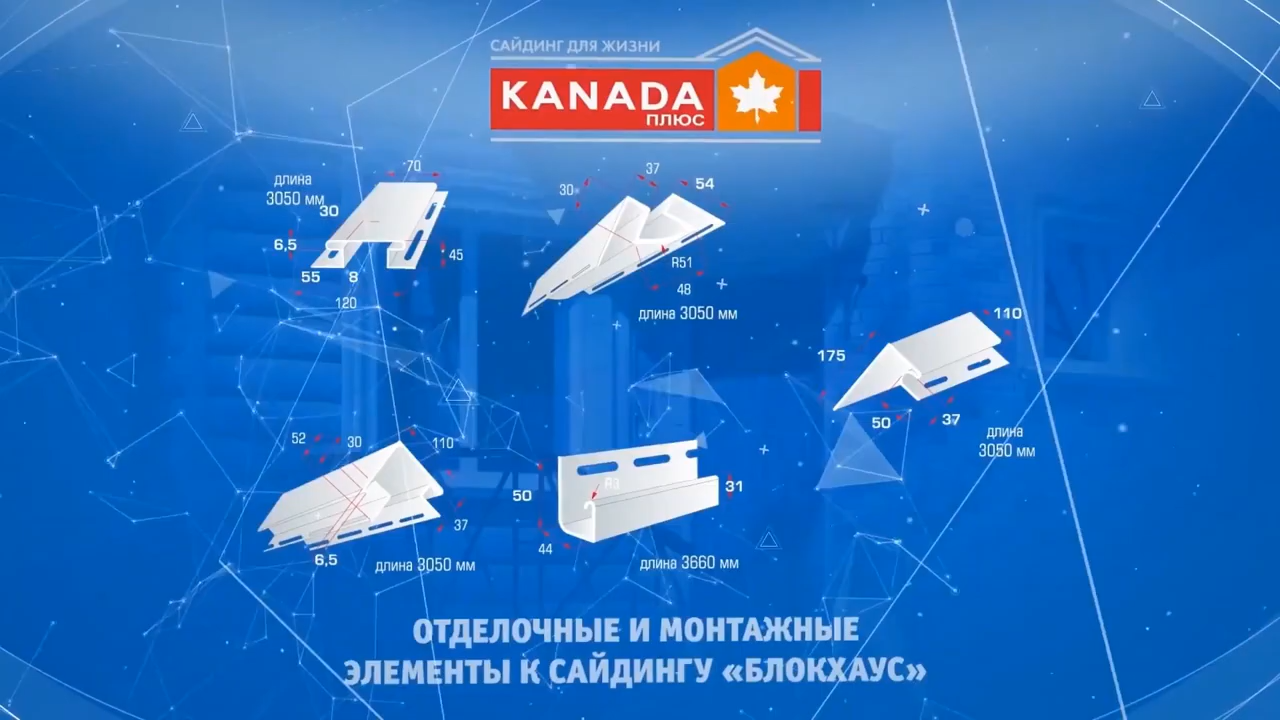 САЙДИНГ ДЛЯ ЖИЗНИ
KANADA
ПЛЮС
70
длина
3050 мм
30
6,5
45
55
8
120
37
30
54
R51
48
длина 3050 мм
110
175
50
37
длина
3050 мм
52
30
110
37
6,5
длина 3050 мм
50
R3
31
44
длина 3660 мм
ОТДЕЛОЧНЫЕ И МОНТАЖНЫЕ
ЭЛЕМЕНТЫ К САЙДИНГУ «БЛОКХАУС»